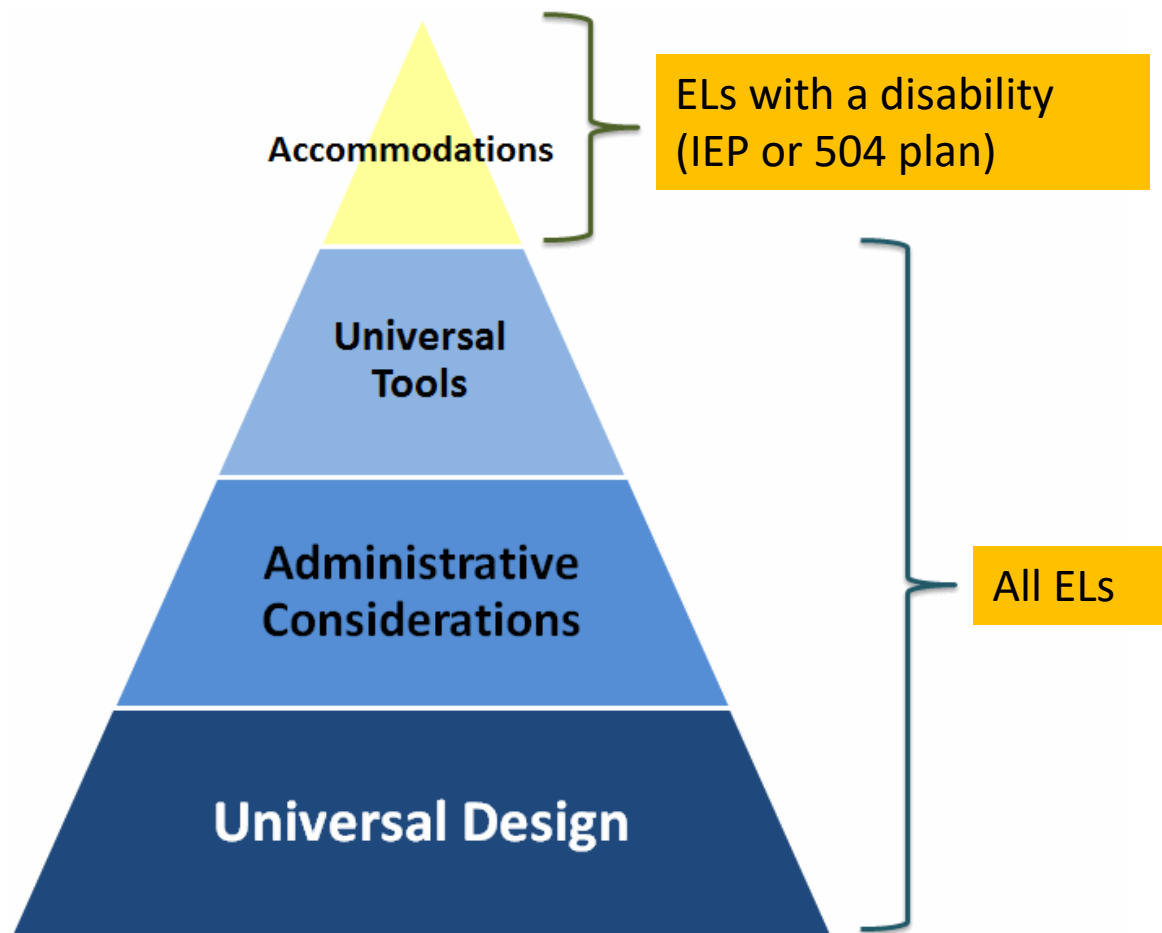 Accommodations
ELs with a disability
(IEP or 504 plan)
Universal
Tools
Administrative
Considerations
All ELs
Universal Design